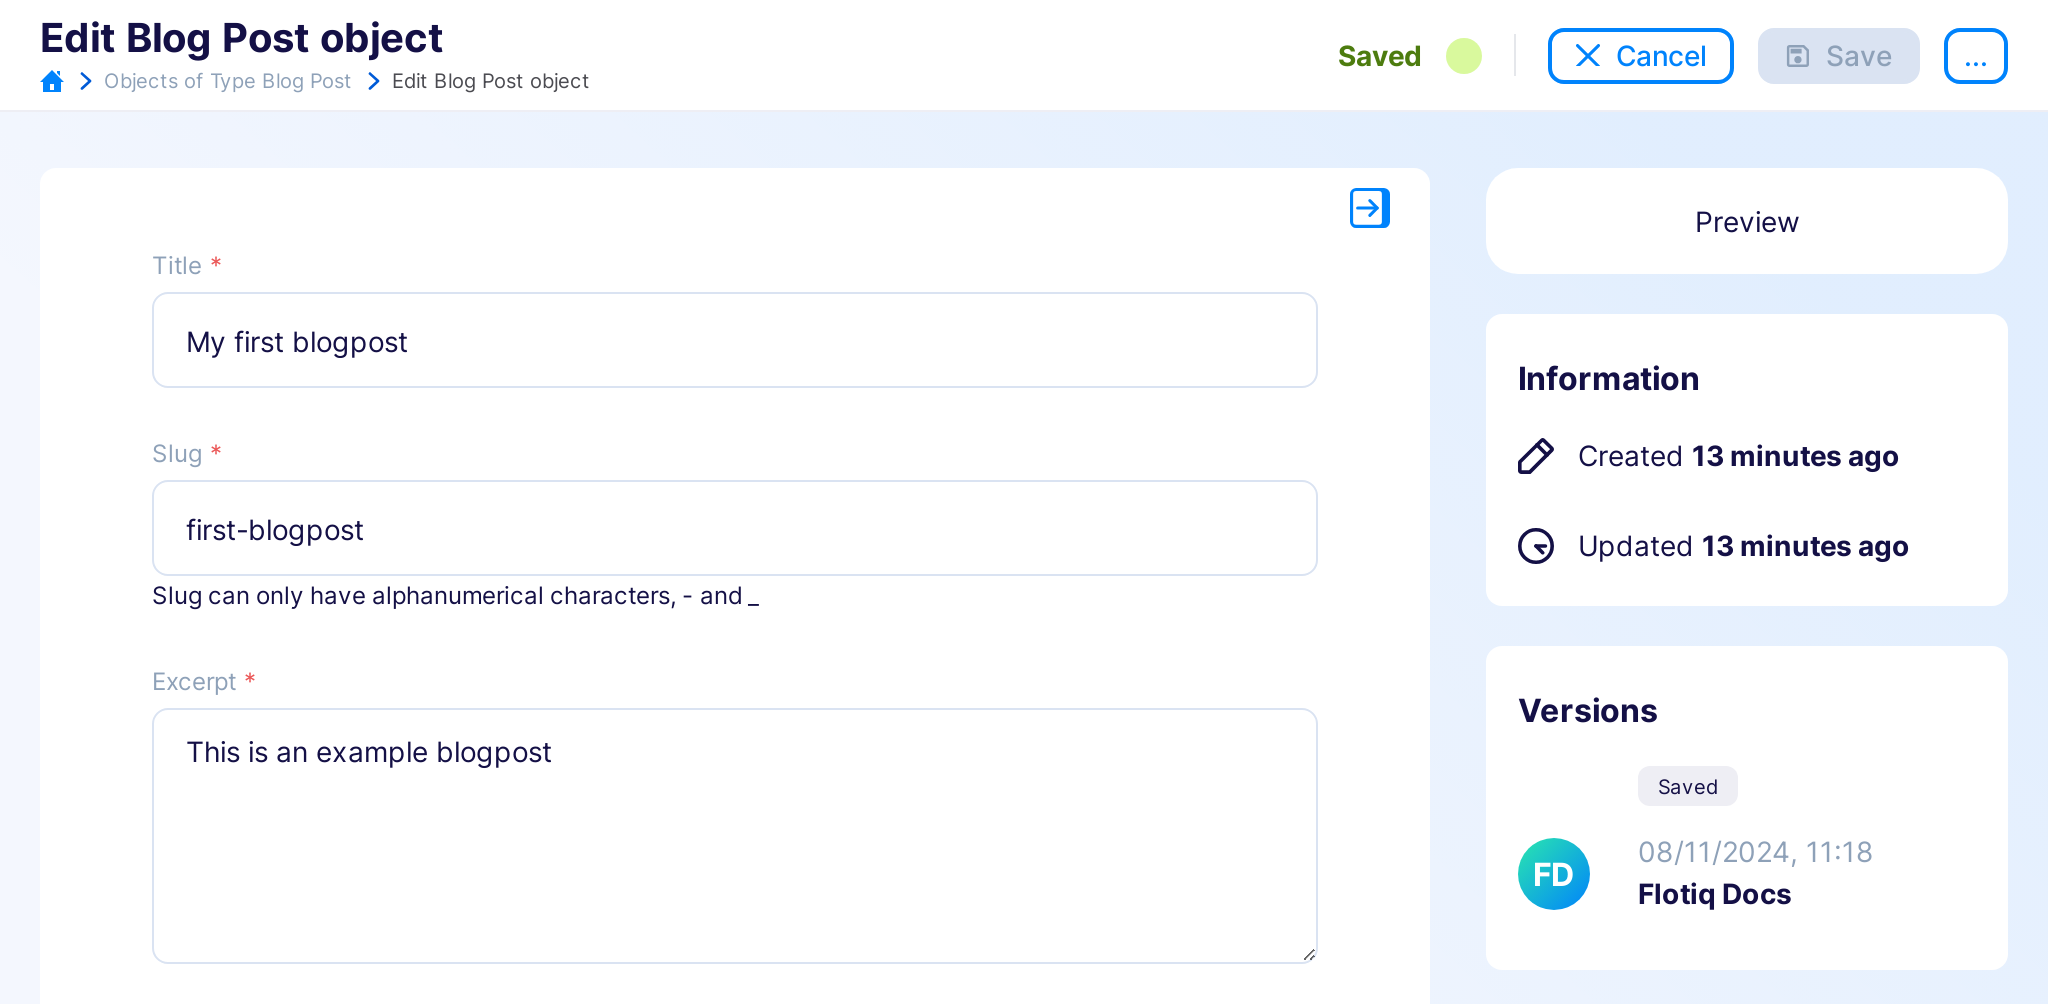 Edit Blog Post object
Objects of Type Blog Post
Edit Blog Post object
Saved
Cancel
Save
...
Title *
My first blogpost
Slug *
first-blogpost
Slug can only have alphanumerical characters, - and _
Excerpt *
This is an example blogpost
Preview
Information
Created 13 minutes ago
Updated 13 minutes ago
Versions
Saved
FD
08/11/2024, 11:18
Flotiq Docs